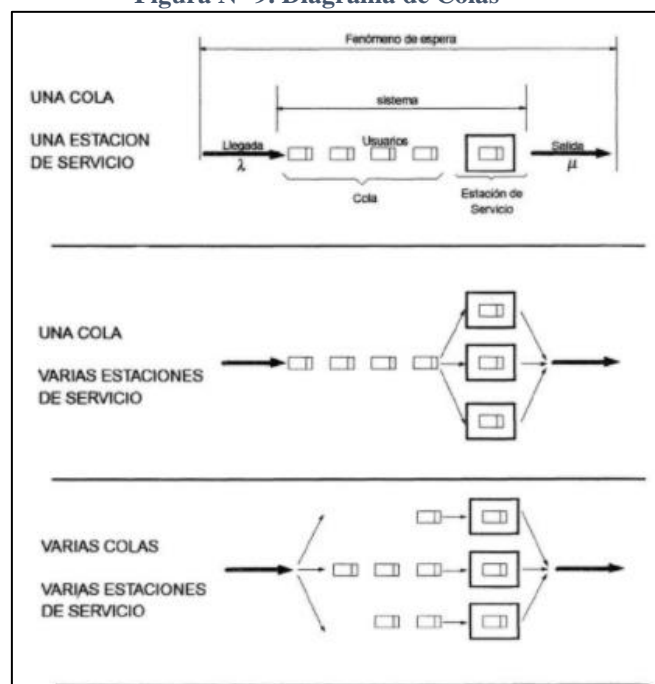 Figura N° 9. Diagrama de Colas
Fenómeno de espera
UNA COLA
sistema
UNA ESTACION
DE SERVICIO
Llegada
λ
Usuarios
Salida
μ
Cola
Estación de
Servicio
UNA COLA
VARIAS ESTACIONES
DE SERVICIO
VARIAS COLAS
VARIAS ESTACIONES
DE SERVICIO